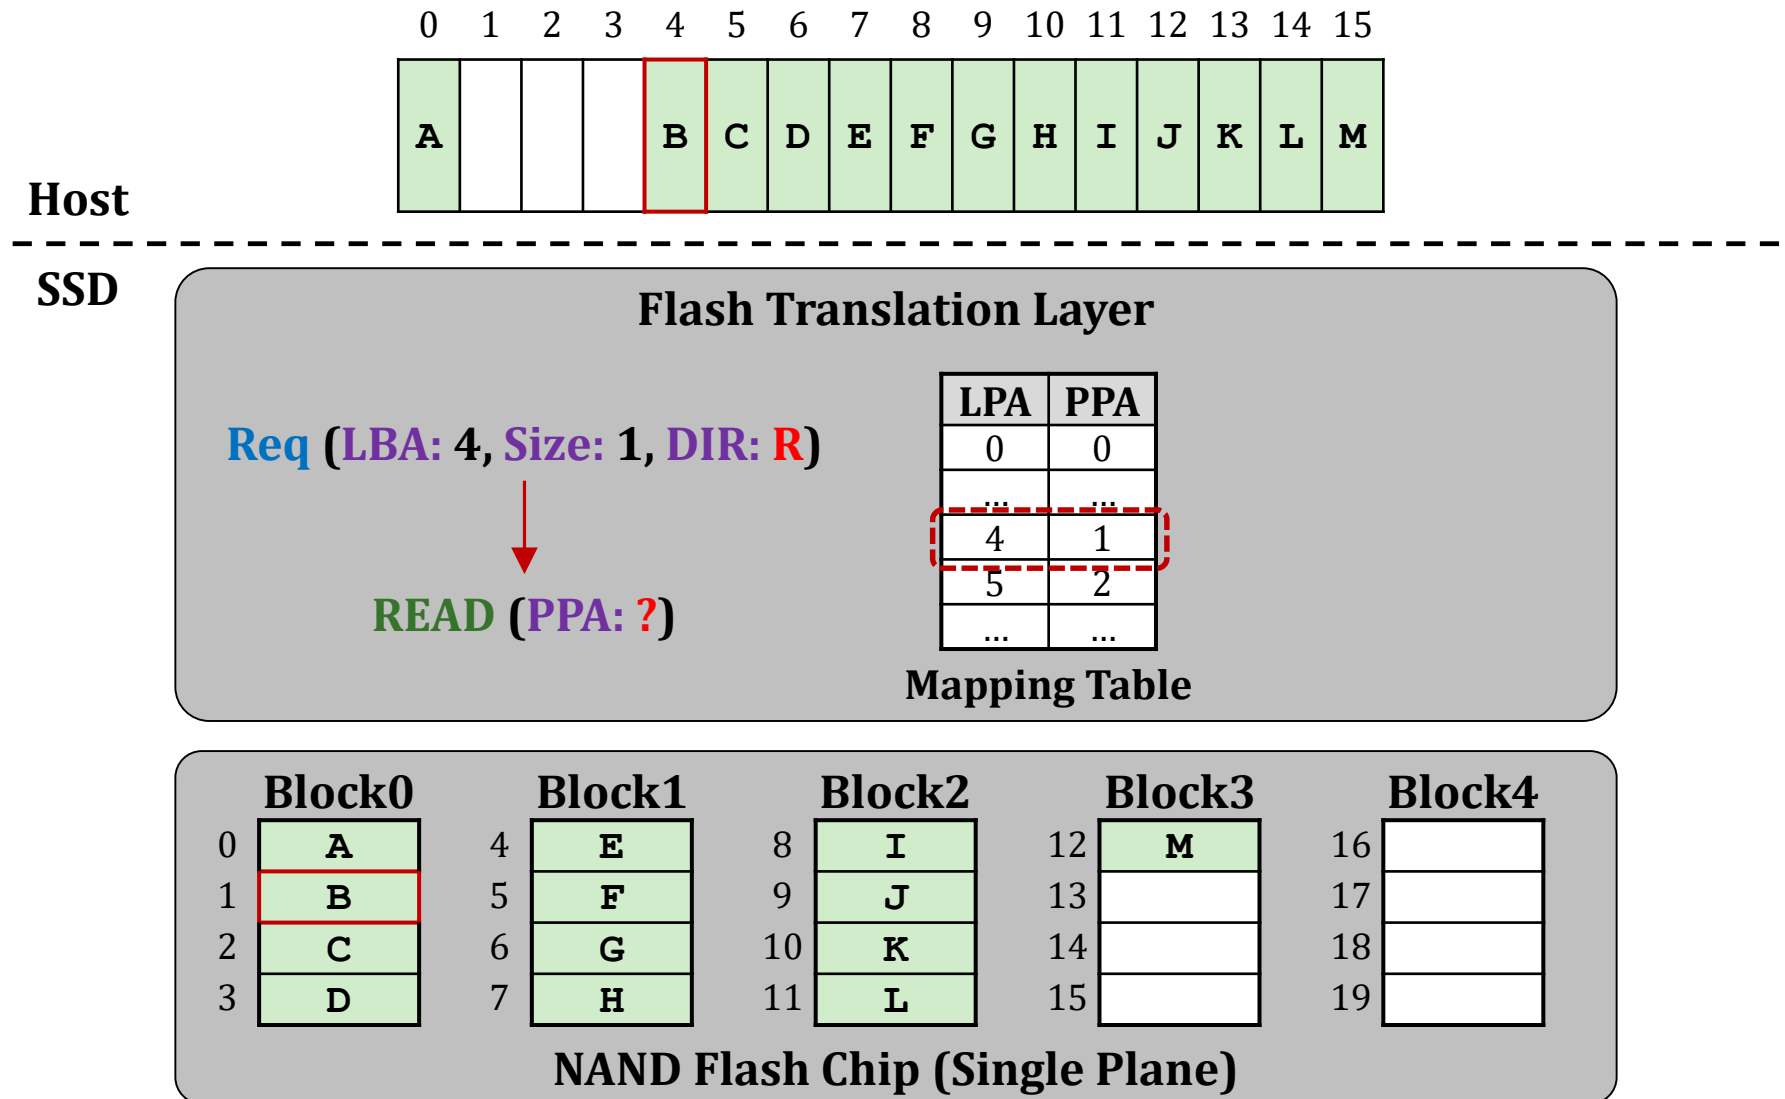 0 1 2 3 4 5 6 7 8 9 10 11 12 13 14 15
A B C D E F G H I J K L M
Host
SSD
Flash Translation Layer
Req (LBA: 4, Size: 1, DIR: R)
READ (PPA: ?)
LPA PPA
0 0
... ...
4 1
5 2
... ...
Mapping Table
Block0 Block1 Block2 Block3 Block4
0 A 4 E 8 I 12 M 16
1 B 5 F 9 J 13 17
2 C 6 G 10 K 14 18
3 D 7 H 11 L 15 19
NAND Flash Chip (Single Plane)